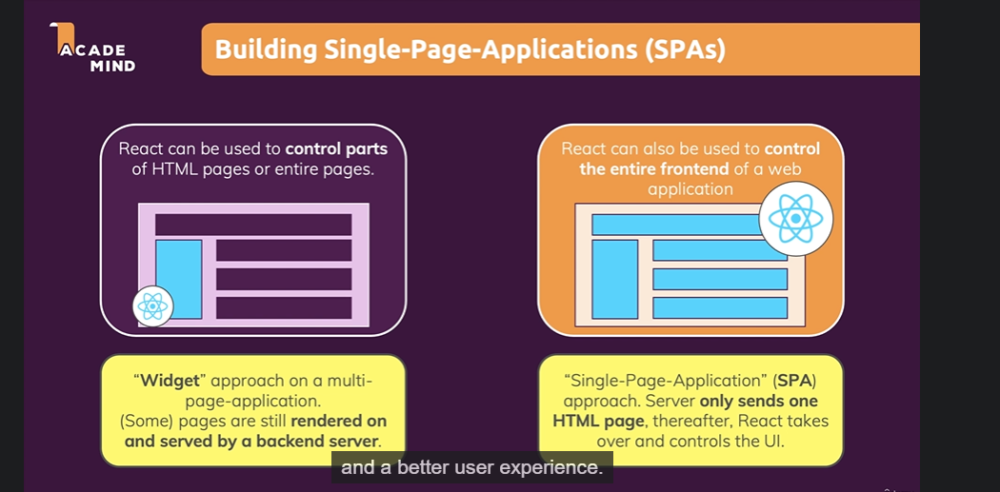 ACADE
MIND
Building Single-Page-Applications (SPAs)
React can be used to control parts
of HTML pages or entire pages.
React can also be used to control
the entire frontend of a web
application
“Widget” approach on a multi-
page-application.
(Some) pages are still rendered on
and served by a backend server.
“Single-Page-Application” (SPA)
approach. Server only sends one
HTML page, thereafter, React takes
over and controls the UI.
and a better user experience.